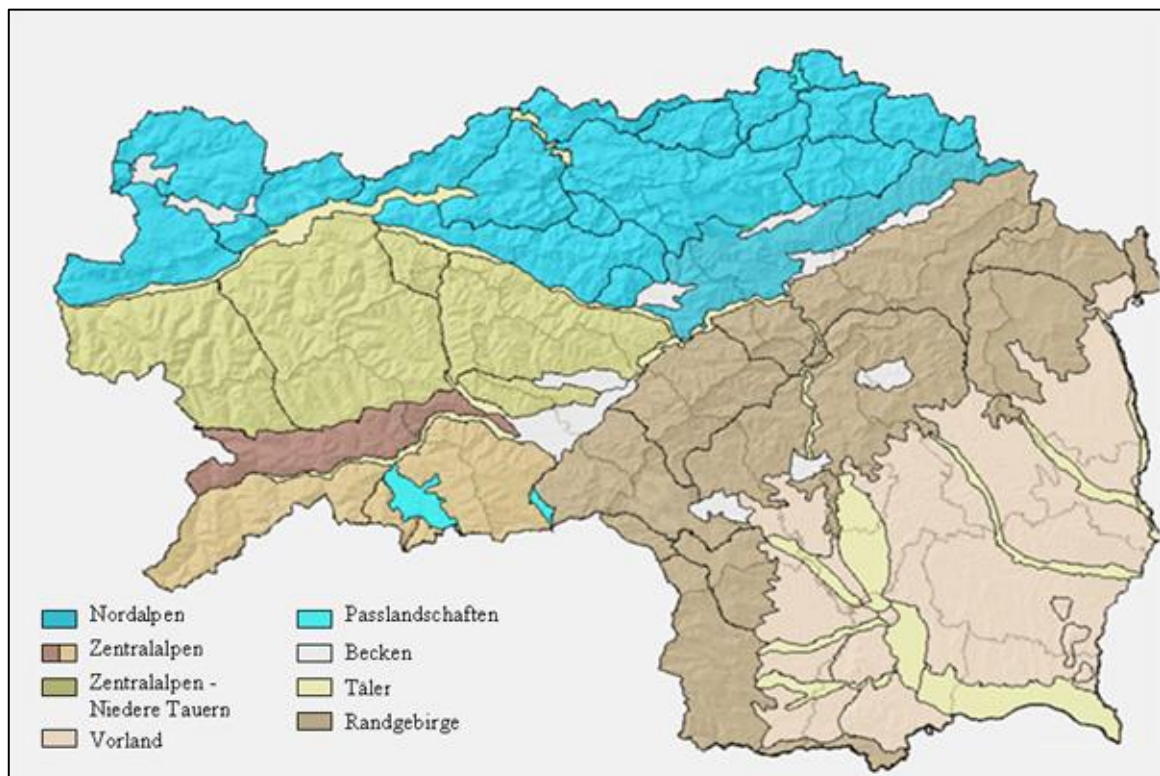 Nordalpen
Zentralalpen
Zentralalpen -
Niedere Tauern
Vorland
Passlandschaften
Becken
Täler
Randgebirge